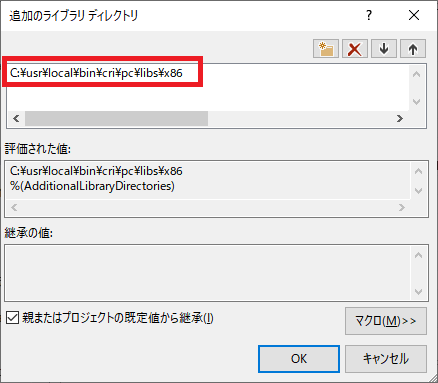 追加のライブラリ ディレクトリ
C:¥usr¥local¥bin¥cri¥pc¥libs¥x86
評価された値:
C:¥usr¥local¥bin¥cri¥pc¥libs¥x86
%(AdditionalLibraryDirectories)
継承の値:
親またはプロジェクトの既定値から継承(I)
マクロ(M)>>
OK
キャンセル